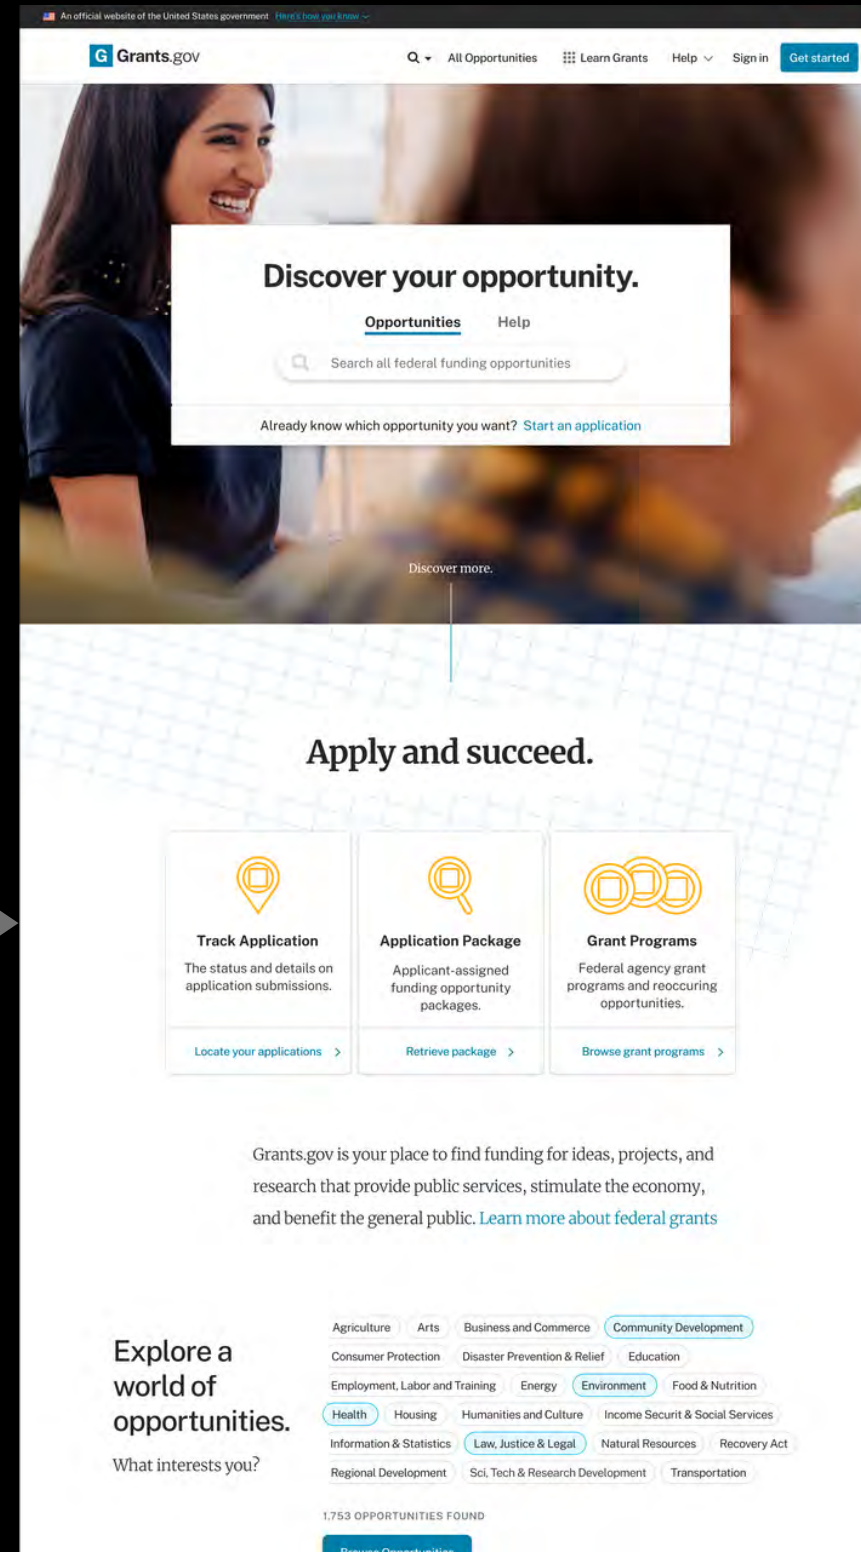 An official website of the United States government Here's how you know
G Grants.gov
All Opportunities Learn Grants Help Sign in Get started
Discover your opportunity.
Opportunities Help
Search all federal funding opportunities
Already know which opportunity you want? Start an application
Discover more.
Apply and succeed.
Track Application
The status and details on
application submissions.
Locate your applications
Application Package
Applicant-assigned
funding opportunity
packages.
Retrieve package
Grant Programs
Federal agency grant
programs and reoccuring
opportunities.
Browse grant programs
Grants.gov is your place to find funding for ideas, projects, and
research that provide public services, stimulate the economy,
and benefit the general public. Learn more about federal grants
Explore a
world of
opportunities.
What interests you?
Agriculture Arts Business and Commerce Community Development
Consumer Protection Disaster Prevention & Relief Education
Employment, Labor and Training Energy Environment Food & Nutrition
Health Housing Humanities and Culture Income Securit & Social Services
Information & Statistics Law, Justice & Legal Natural Resources Recovery Act
Regional Development Sci, Tech & Research Development Transportation
1,753 OPPORTUNITIES FOUND
Browse Opportunities